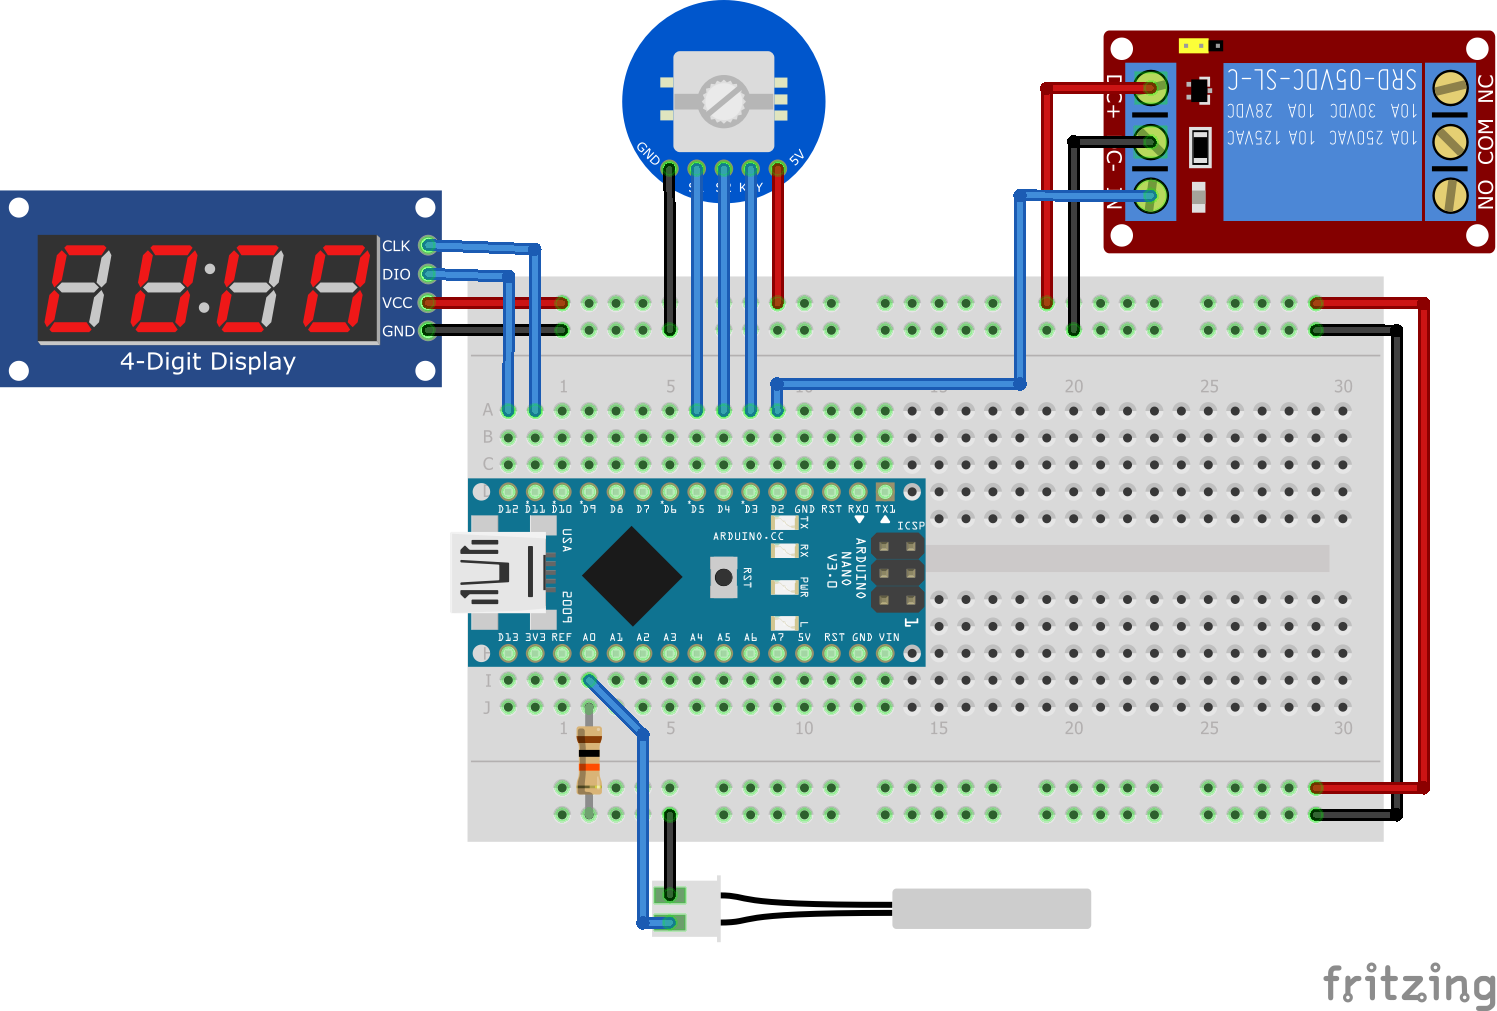 CLK
DIO
VCC
GND
4-Digit Display
GND
5V
DC+
IN
SRD-05VDC-SL-C
10A 30VDC 10A 28VDC
10A 250VAC 10A 125VAC
NC
COM
NO
1 5 10 15 20 25 30
A
B
C
D12 D11 D10 D9 D8 D7 D6 D5 D4 D3 D2 GND RST RX0 TX1
ICSP
ARDUINO.CC
TX
RX
PWR
L
RST
USA
2009
ARDUINO
NANO
V3.0
1
D13 3V3 REF A0 A1 A2 A3 A4 A5 A6 A7 5V RST GND VIN
I
J
1 5 10 15 20 25 30
fritzing